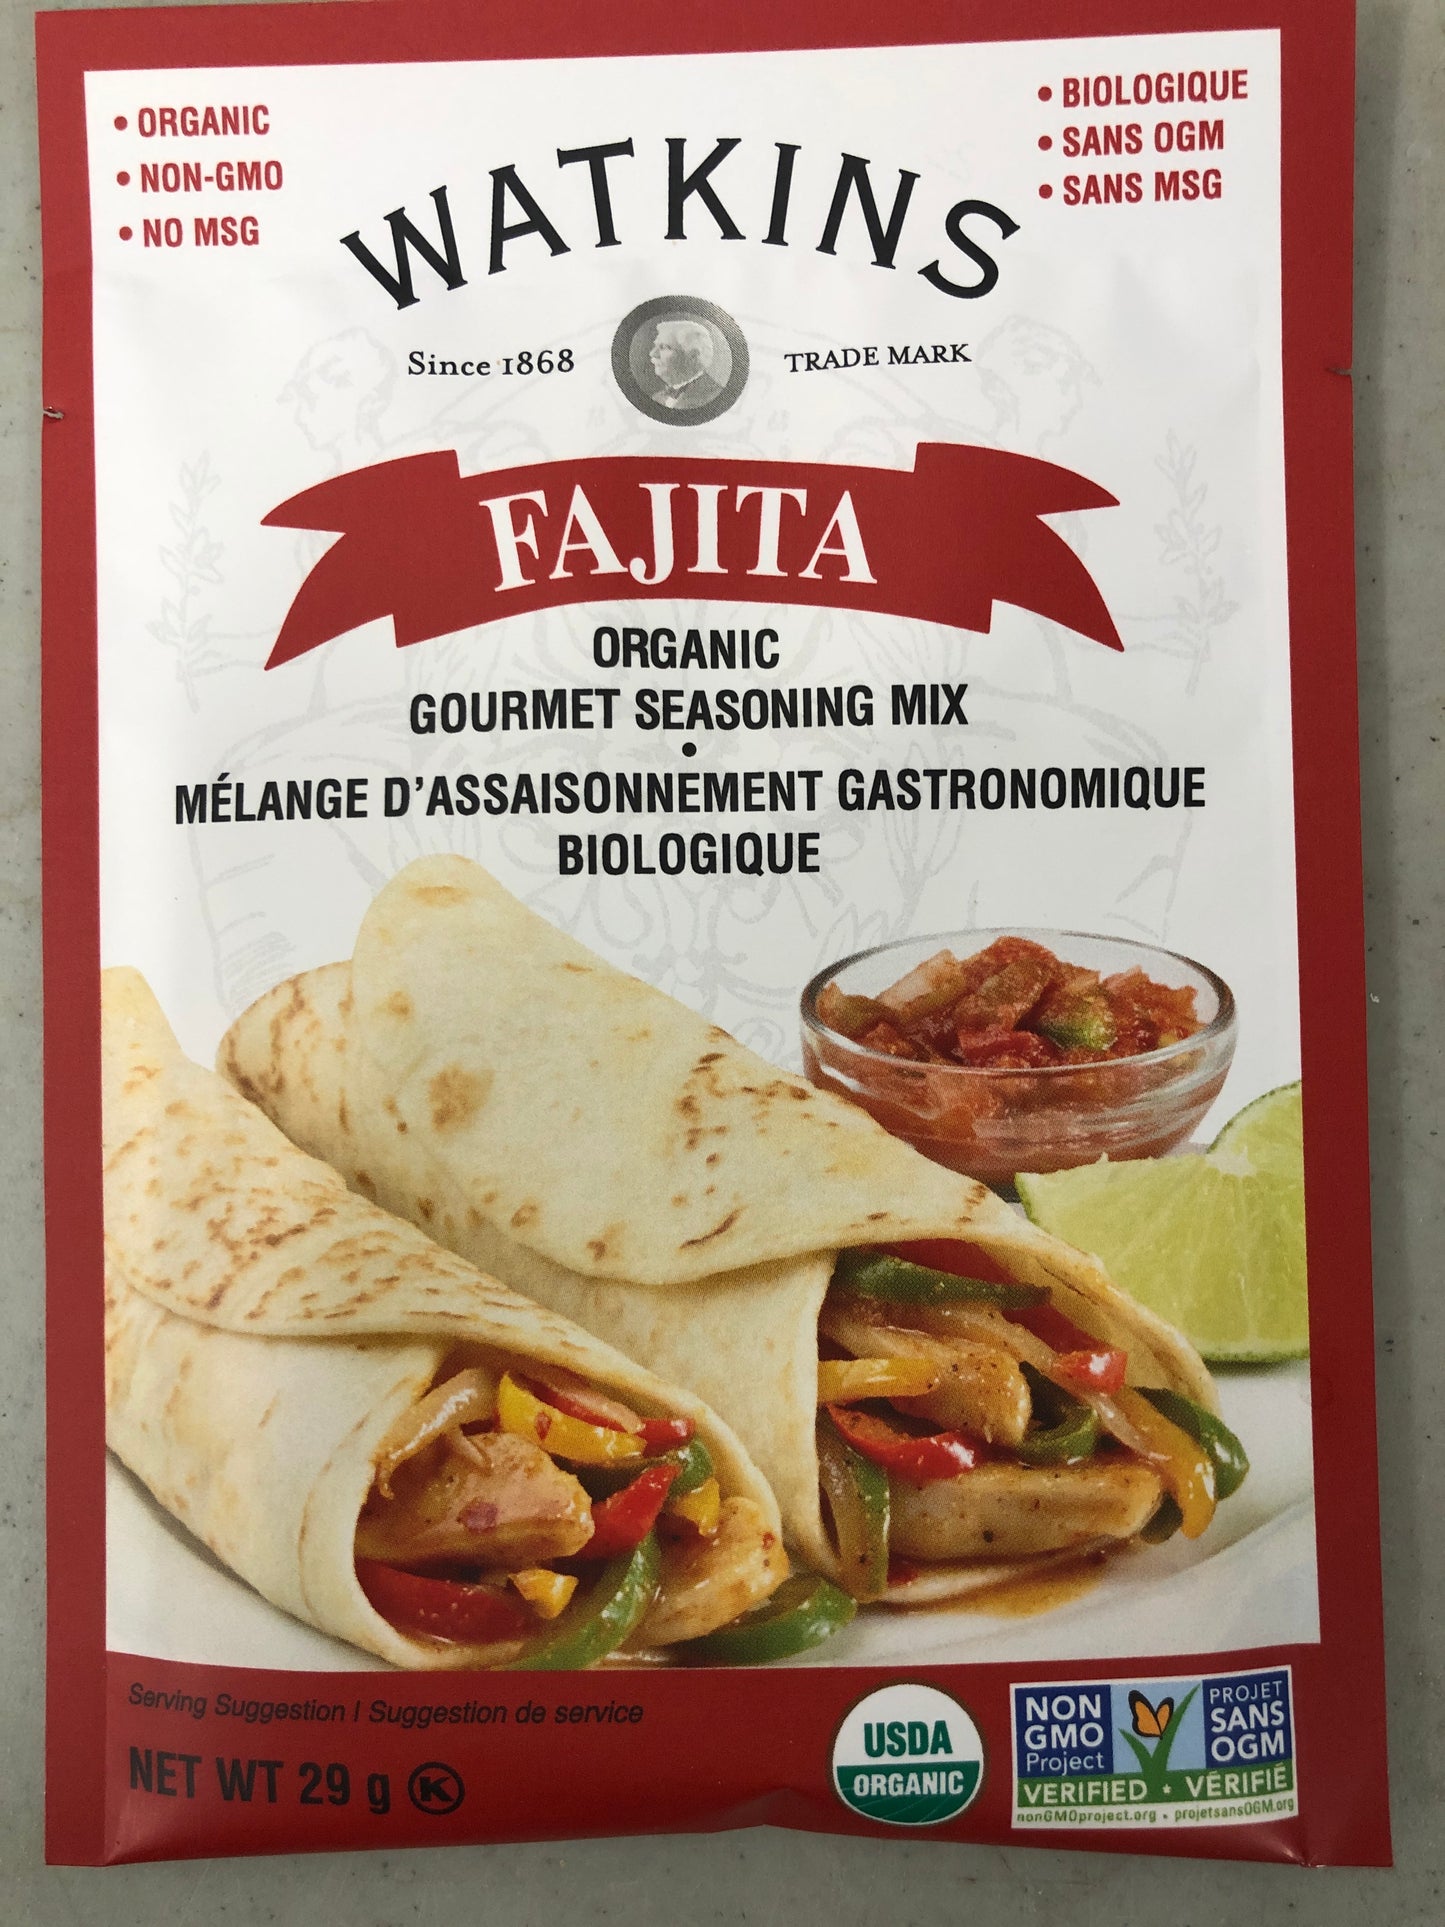 • ORGANIC
• NON-GMO
• NO MSG
• BIOLOGIQUE
• SANS OGM
• SANS MSG
WATKINS
Since 1868
TRADE MARK
FAJITA
ORGANIC
GOURMET SEASONING MIX
•
MÉLANGE D'ASSAISONNEMENT GASTRONOMIQUE
BIOLOGIQUE
Serving Suggestion | Suggestion de service
NET WT 29 g K
USDA
ORGANIC
NON
GMO
Project
PROJET
SANS
OGM
VERIFIED • VÉRIFIÉ
nonGMOproject.org • projetsansOGM.org